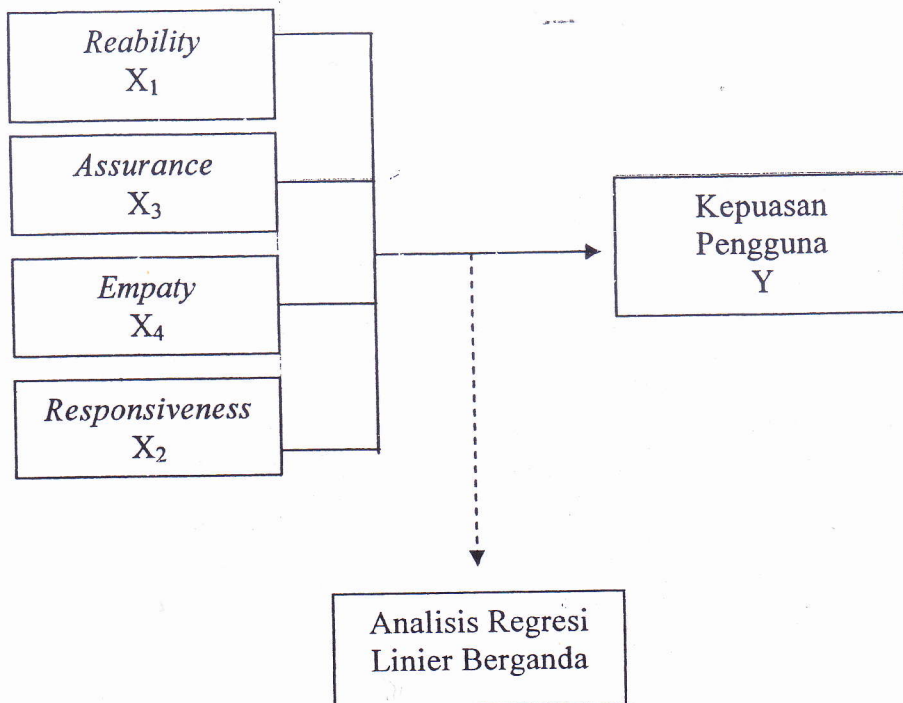 Reability
X₁
Assurance
X₃
Empaty
X₄
Responsiveness
X₂
Kepuasan
Pengguna
Y
Analisis Regresi
Linier Berganda